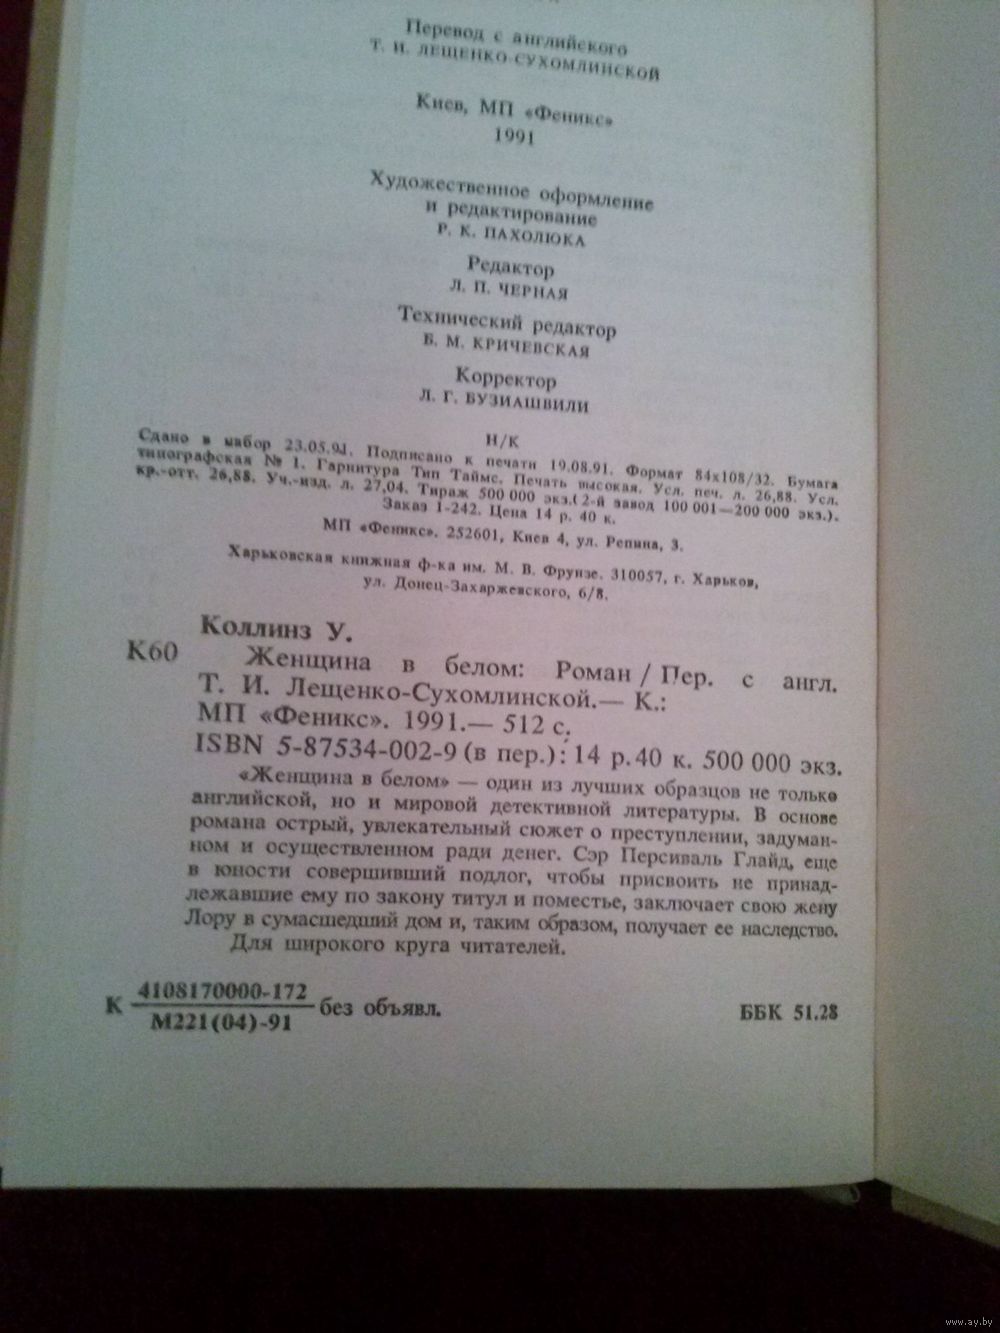 Перевод с английского
Т. И. ЛЕЩЕНКО-СУХОМЛИНСКОЙ
Киев, МП «Феникс»
1991
Художественное оформление
и редактирование
Р. К. ПАХОЛЮКА
Редактор
Л. П. ЧЕРНАЯ
Технический редактор
Б. М. КРИЧЕВСКАЯ
Корректор
Л. Г. БУЗИАШВИЛИ
Н/К
Сдано в набор 23.05.91. Подписано к печати 19.08.91. Формат 84х108/32. Бумага
типографская № 1. Гарнитура Тип Таймс. Печать высокая. Усл. печ. л. 26,88. Усл.
кр.-отт. 26,88. Уч.-изд. л. 27,04. Тираж 500 000 экз.(2-й завод 100 001—200 000 экз.).
Заказ 1-242. Цена 14 р. 40 к.
МП «Феникс». 252601, Киев 4, ул. Репина, 3.
Харьковская книжная ф-ка им. М. В. Фрунзе. 310057, г. Харьков,
ул. Донец-Захаржевского, 6/8.
Коллинз У.
К60 Женщина в белом: Роман / Пер. с англ.
Т. И. Лещенко-Сухомлинской.— К.:
МП «Феникс». 1991.— 512 с.
ISBN 5-87534-002-9 (в пер.): 14 р. 40 к. 500 000 экз.
«Женщина в белом» — один из лучших образцов не только
английской, но и мировой детективной литературы. В основе
романа острый, увлекательный сюжет о преступлении, задуман-
ном и осуществленном ради денег. Сэр Персиваль Глайд, еще
в юности совершивший подлог, чтобы присвоить не принад-
лежавшие ему по закону титул и поместье, заключает свою жену
Лору в сумасшедший дом и, таким образом, получает ее наследство.
Для широкого круга читателей.
4108170000-172
К без объявл.
М221(04)-91
ББК 51.28
www.ay.by